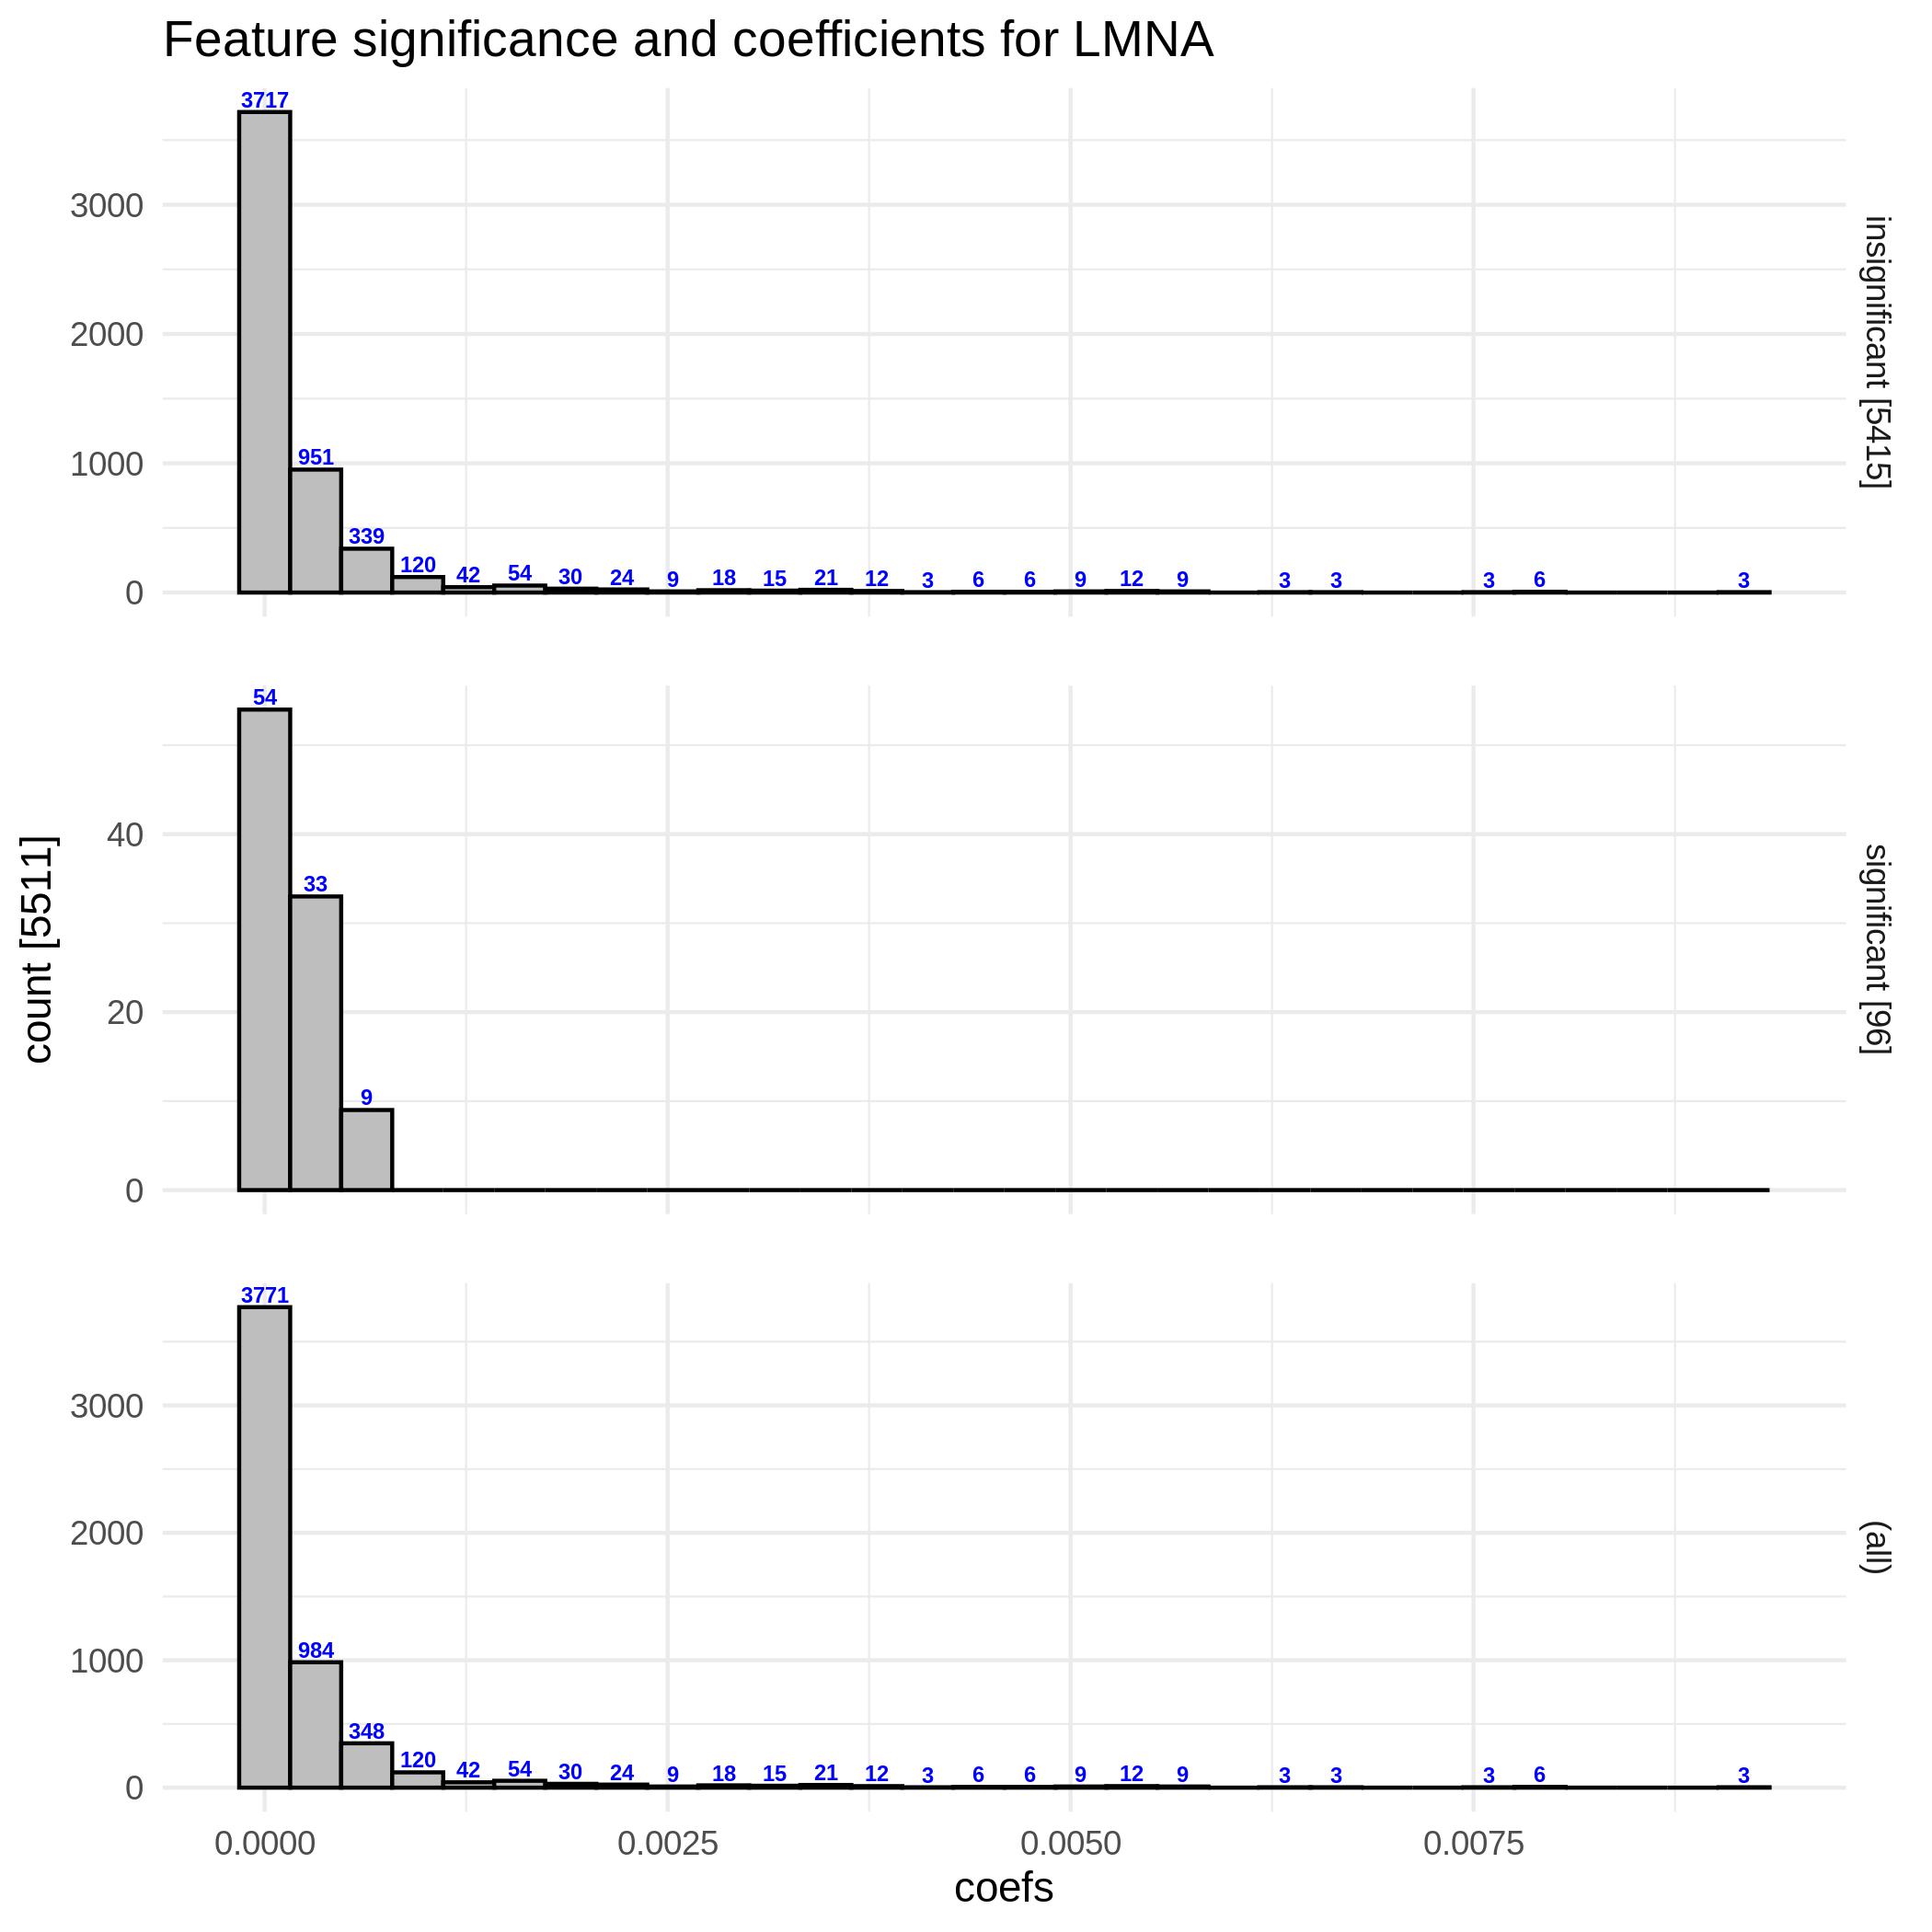 Feature significance and coefficients for LMNA
3717
951
339
120 42 54 30 24 9 18 15 21 12 3 6 6 9 12 9 3 3 3 6 3
3000
2000
1000
0
insignificant [5415]
54
33
9
40
20
0
significant [96]
count [5511]
3771
984
348
120 42 54 30 24 9 18 15 21 12 3 6 6 9 12 9 3 3 3 6 3
3000
2000
1000
0
(all)
0.0000 0.0025 0.0050 0.0075
coefs